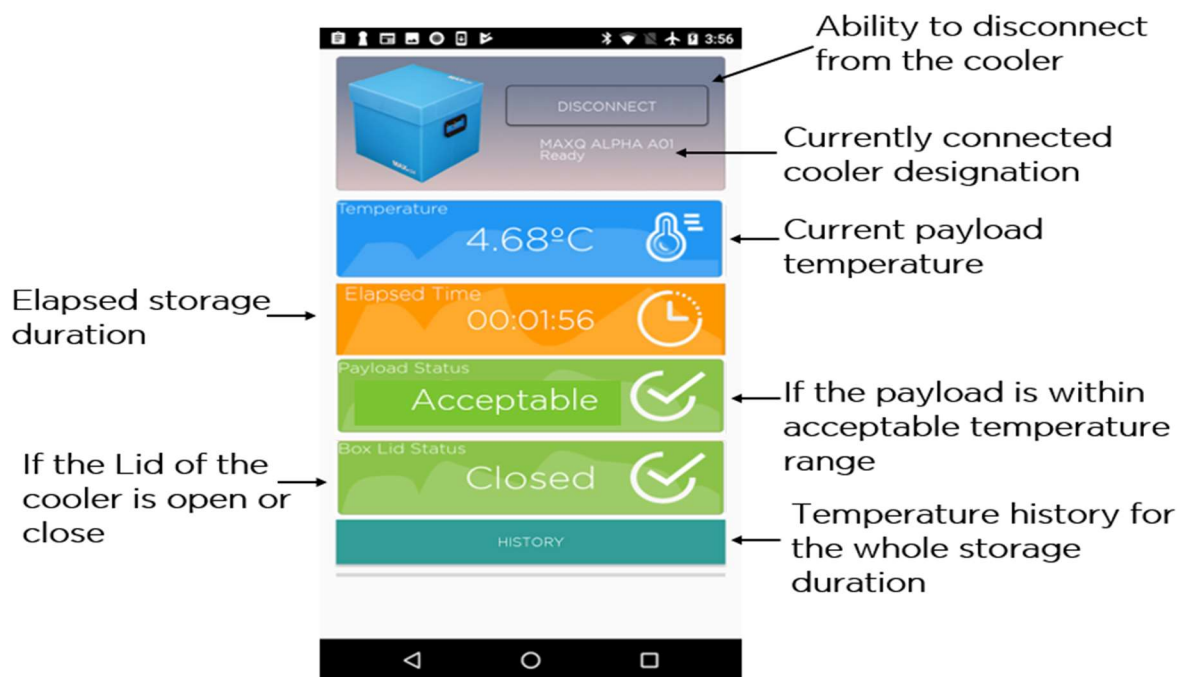 3:56
Ability to disconnect
from the cooler
DISCONNECT
MAXQ ALPHA A01
Ready
Currently connected
cooler designation
Temperature
4.68ºC
Current payload
temperature
Elapsed storage
duration
Elapsed Time
00:01:56
Payload Status
Acceptable
If the payload is within
acceptable temperature
range
If the Lid of the
cooler is open or
close
Box Lid Status
Closed
HISTORY
Temperature history for
the whole storage
duration